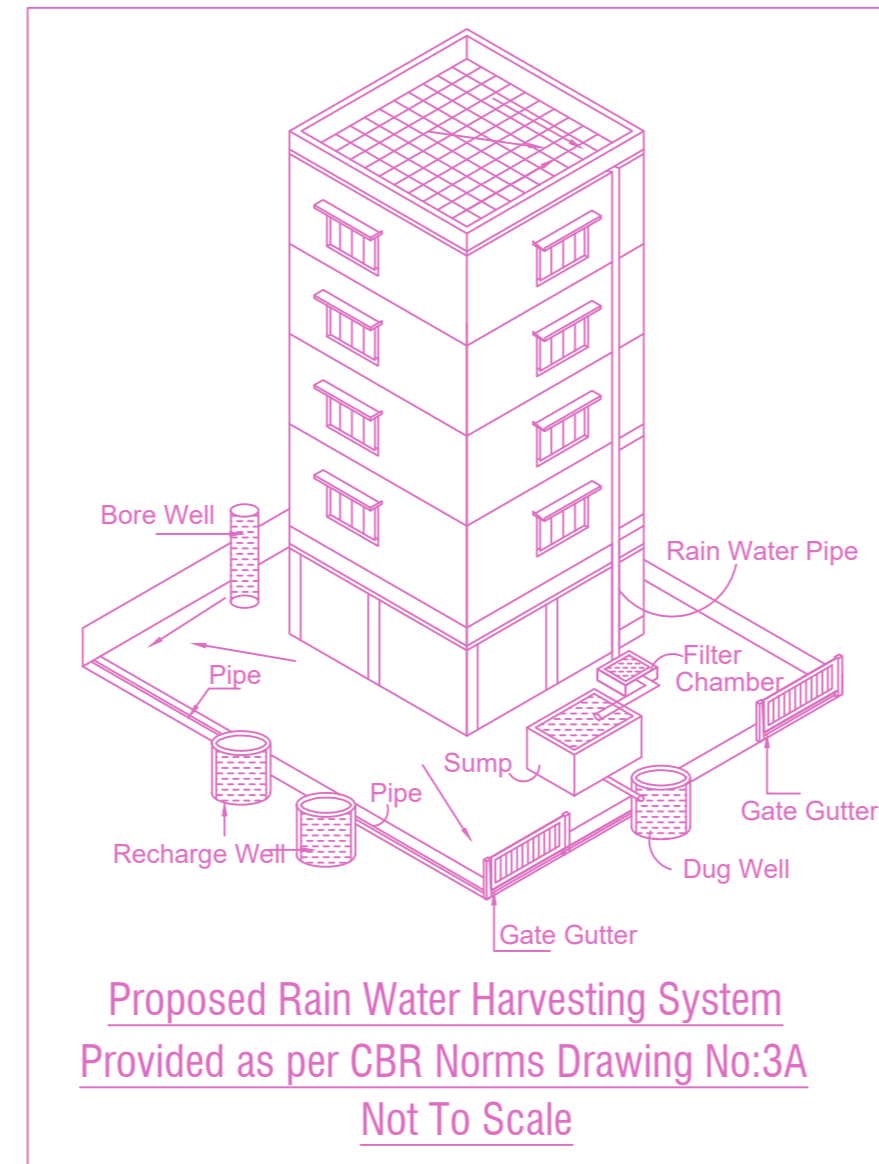 Bore Well
Rain Water Pipe
Filter
Chamber
Pipe
Sump
Pipe
Gate Gutter
Recharge Well
Dug Well
Gate Gutter
Proposed Rain Water Harvesting System
Provided as per CBR Norms Drawing No:3A
Not To Scale